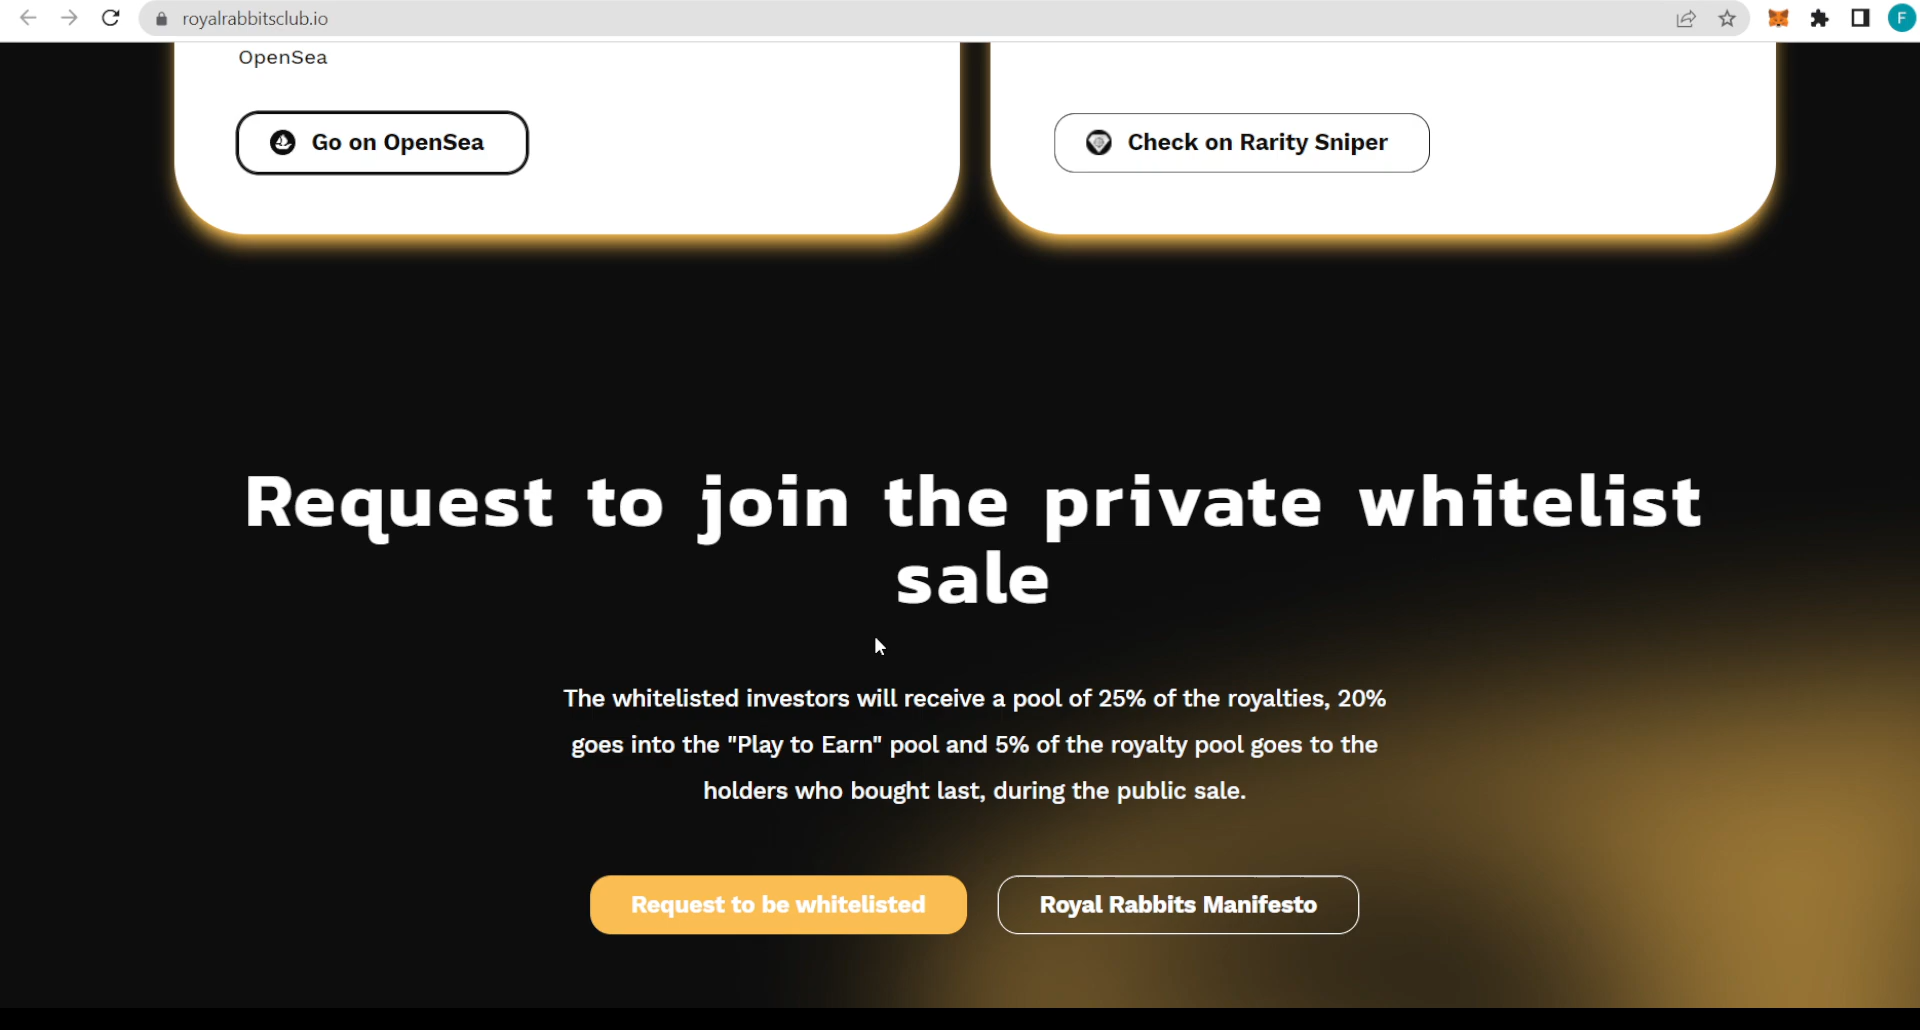 royalrabbitsclub.io
F
OpenSea
Go on OpenSea
Check on Rarity Sniper
Request to join the private whitelist
sale
The whitelisted investors will receive a pool of 25% of the royalties, 20%
goes into the "Play to Earn" pool and 5% of the royalty pool goes to the
holders who bought last, during the public sale.
Request to be whitelisted
Royal Rabbits Manifesto